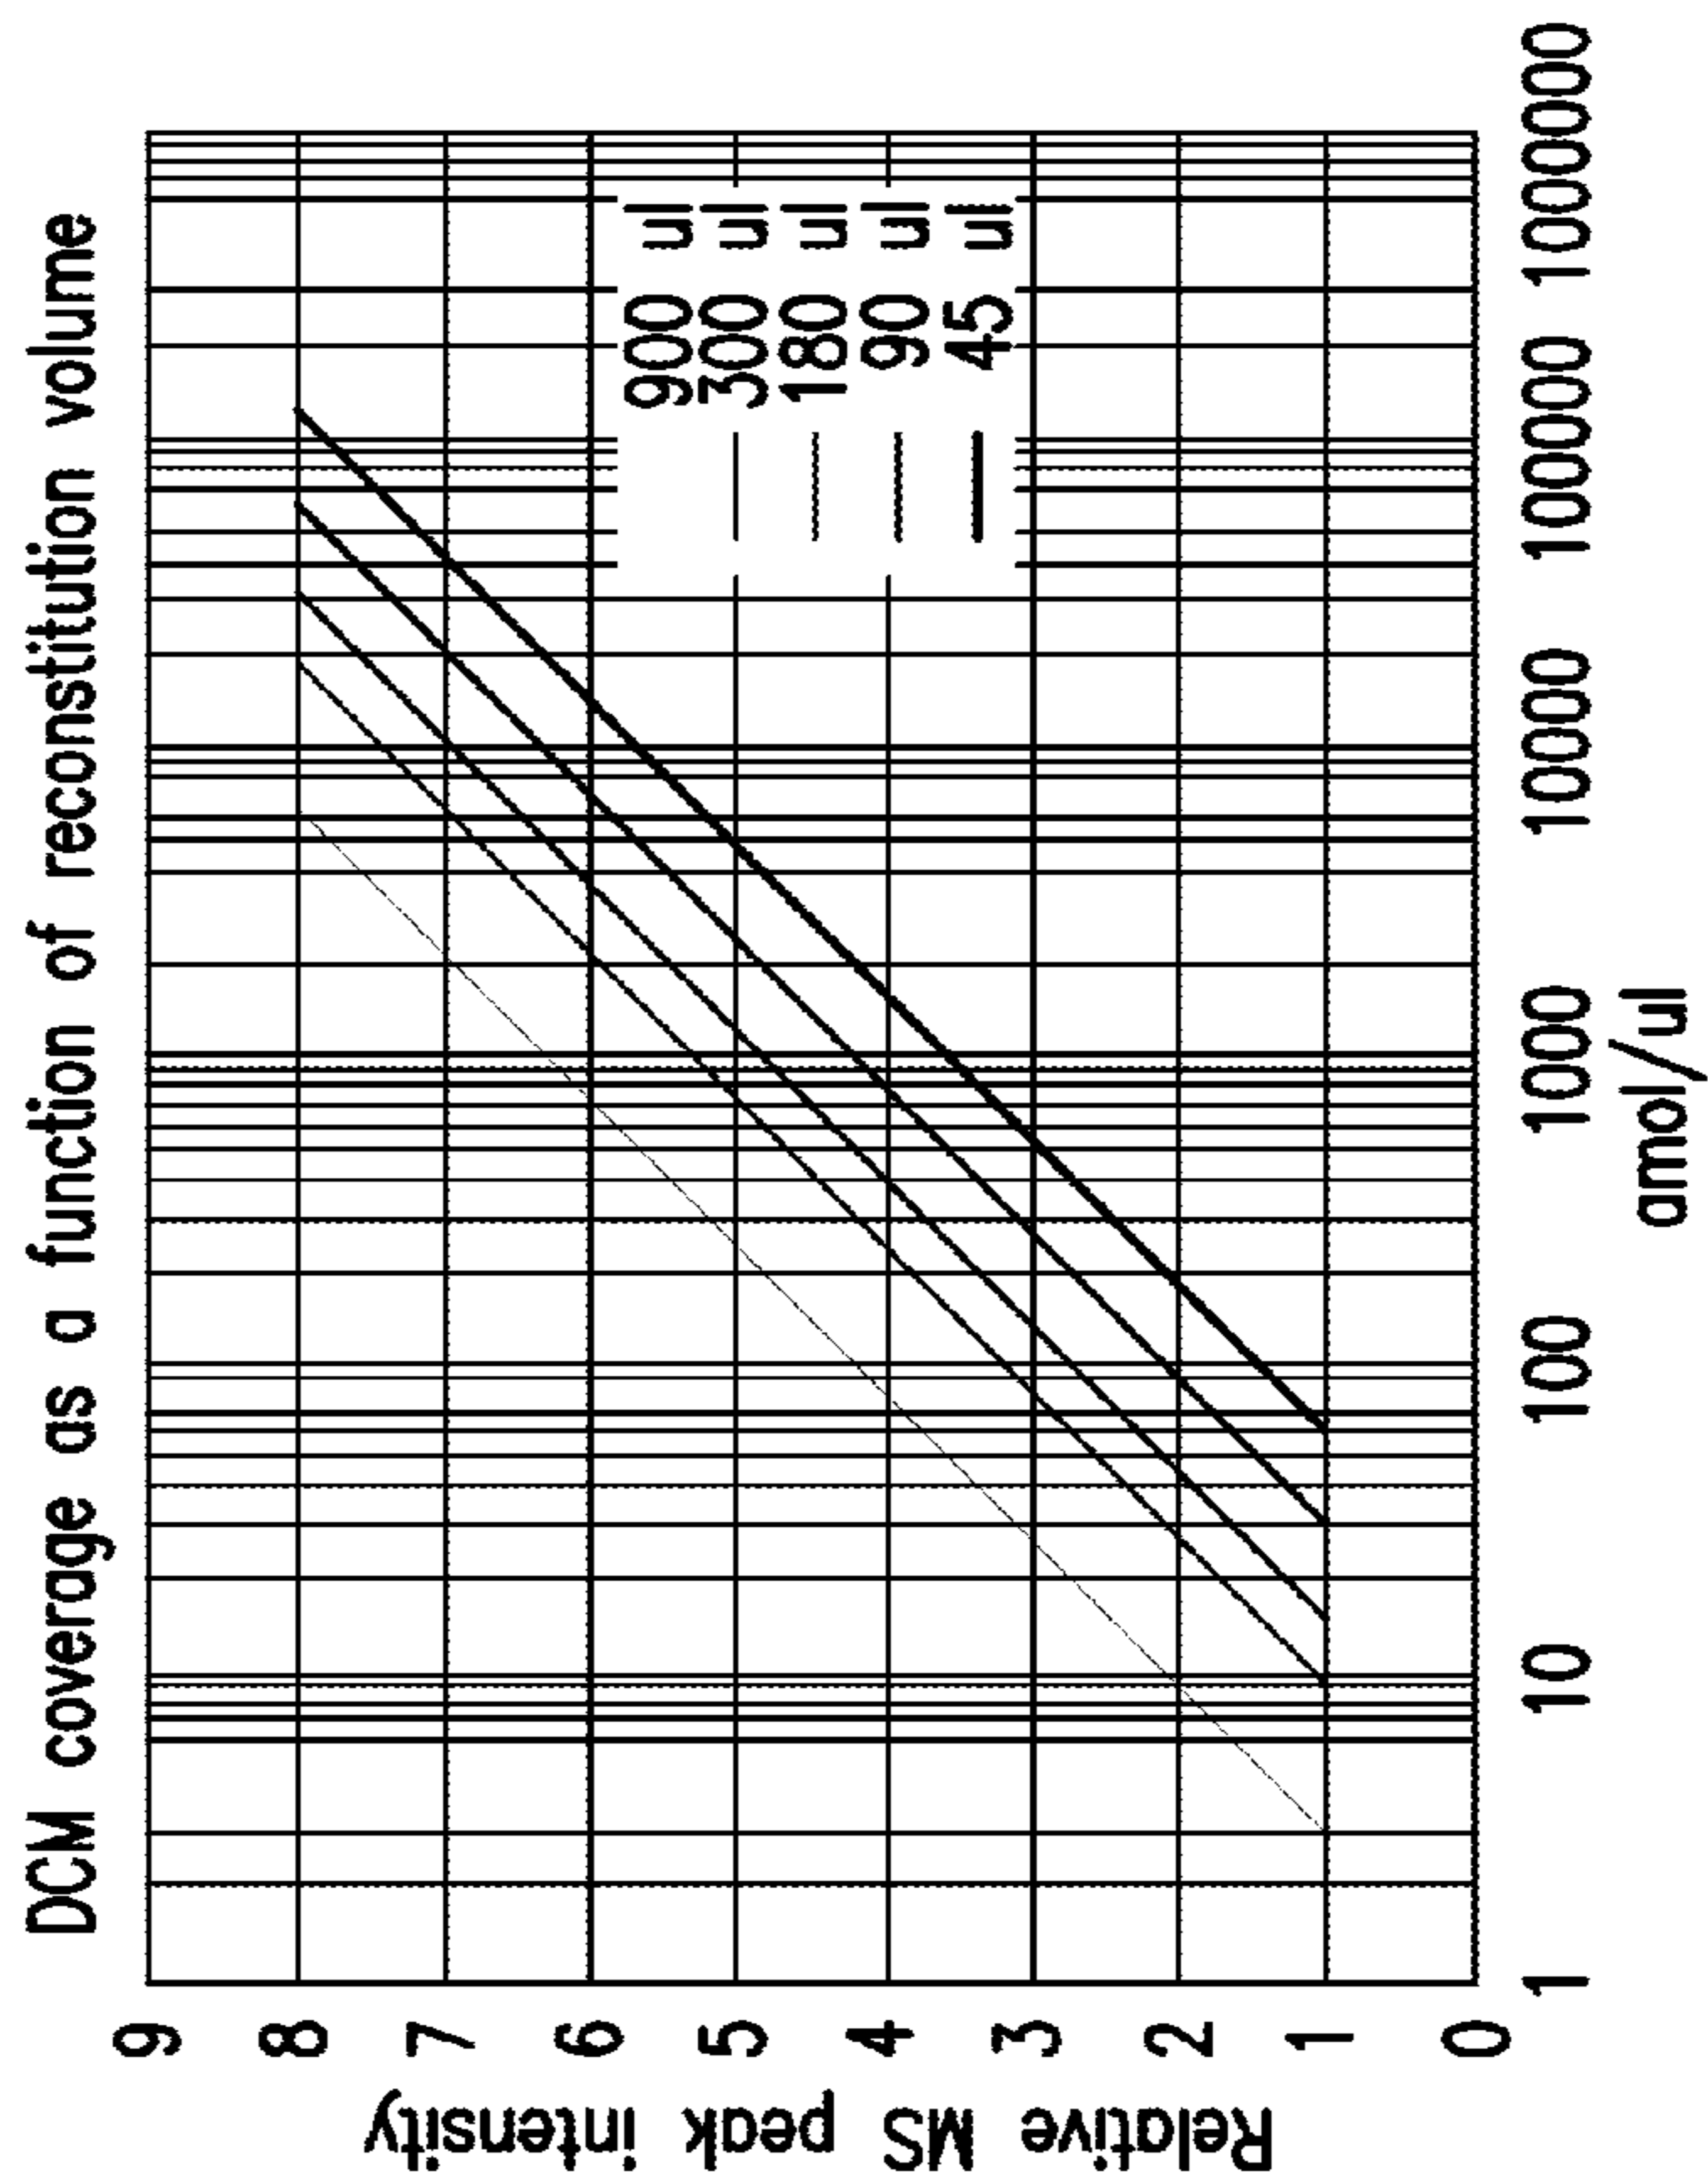 DCM coverage as a function of reconstitution volume
Relative MS peak intensity
9
8
7
6
5
4
3
2
1
0
900 ul
300 ul
180 ul
90 ul
45 ul
1
10
100
1000
10000
100000
1000000
amol/ul